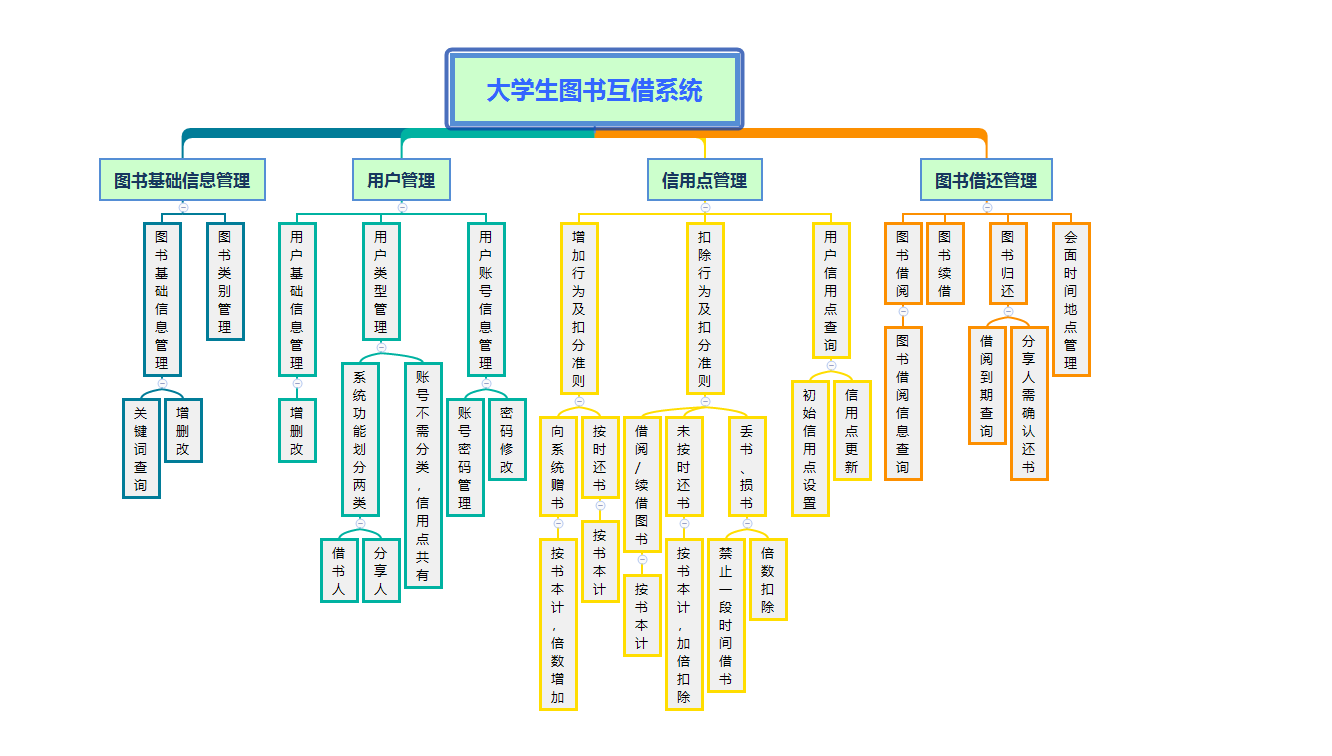 大学生图书互借系统
图书基础信息管理
用户管理
信用点管理
图书借还管理
图书基础信息管理
图书类别管理
用户基础信息管理
用户类型管理
用户账号信息管理
增加行为及扣分准则
扣除行为及扣分准则
用户信用点查询
图书借阅
图书续借
图书归还
会面时间地点管理
关键词查询
增删改
增删改
系统功能划分两类
账号不需分类,信用点共有
账号密码管理
密码修改
向系统赠书
按时还书
借阅/续借图书
未按时还书
丢书、损书
初始信用点设置
信用点更新
图书借阅信息查询
借阅到期查询
分享人需确认还书
借书人
分享人
按书本计,倍数增加
按书本计
按书本计
按书本计,加倍扣除
禁止一段时间借书
倍数扣除